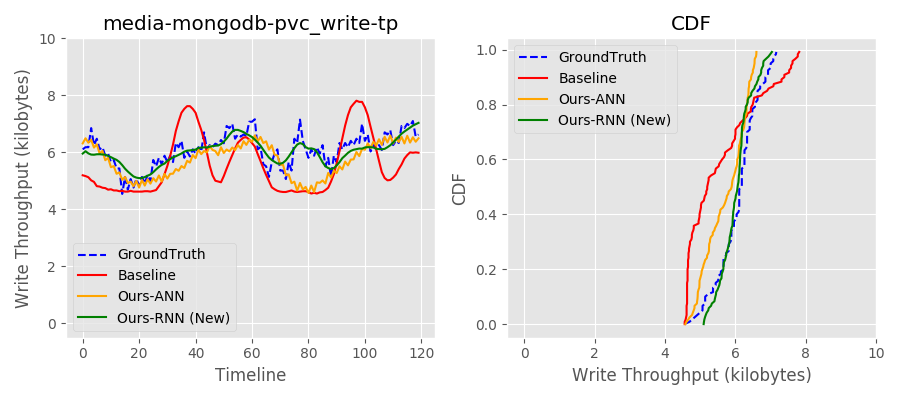 media-mongodb-pvc_write-tp
Write Throughput (kilobytes)
10
8
6
4
2
0
GroundTruth
Baseline
Ours-ANN
Ours-RNN (New)
0 20 40 60 80 100 120
Timeline
CDF
CDF
1.0
0.8
0.6
0.4
0.2
0.0
GroundTruth
Baseline
Ours-ANN
Ours-RNN (New)
0 2 4 6 8 10
Write Throughput (kilobytes)